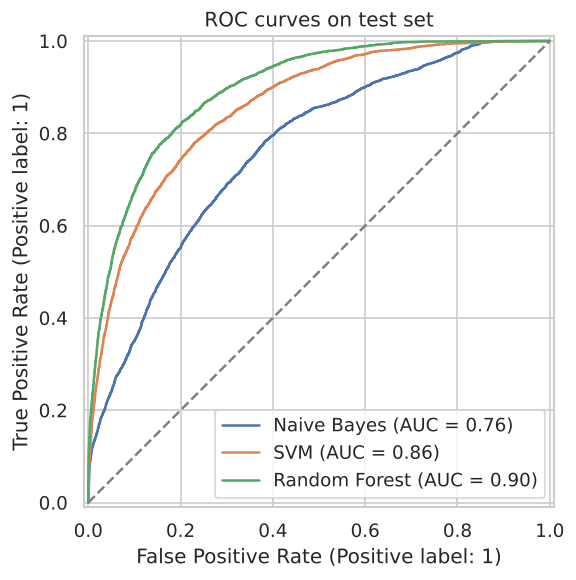 ROC curves on test set
True Positive Rate (Positive label: 1)
1.0
0.8
0.6
0.4
0.2
0.0
Naive Bayes (AUC = 0.76)
SVM (AUC = 0.86)
Random Forest (AUC = 0.90)
0.0 0.2 0.4 0.6 0.8 1.0
False Positive Rate (Positive label: 1)